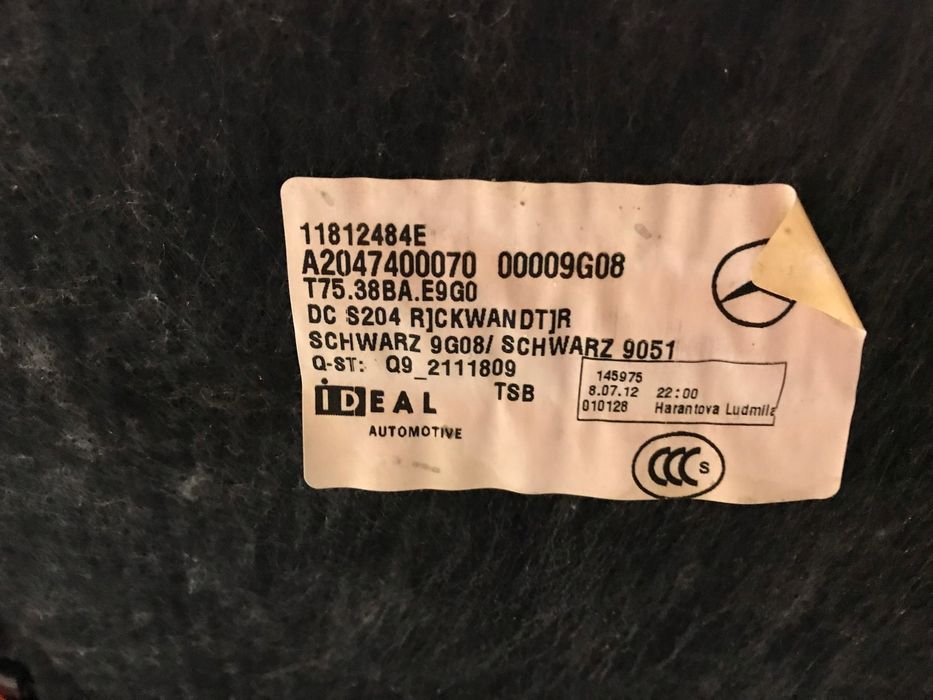 11812484E
A2047400070 00009G08
T75.38BA.E9G0
DC S204 R]CKWANDT]R
SCHWARZ 9G08/ SCHWARZ 9051
Q-ST: Q9_2111809
TSB
145975
8.07.12 22:00
010128 Harantova Ludmila
iDEAL
AUTOMOTIVE
CCC S